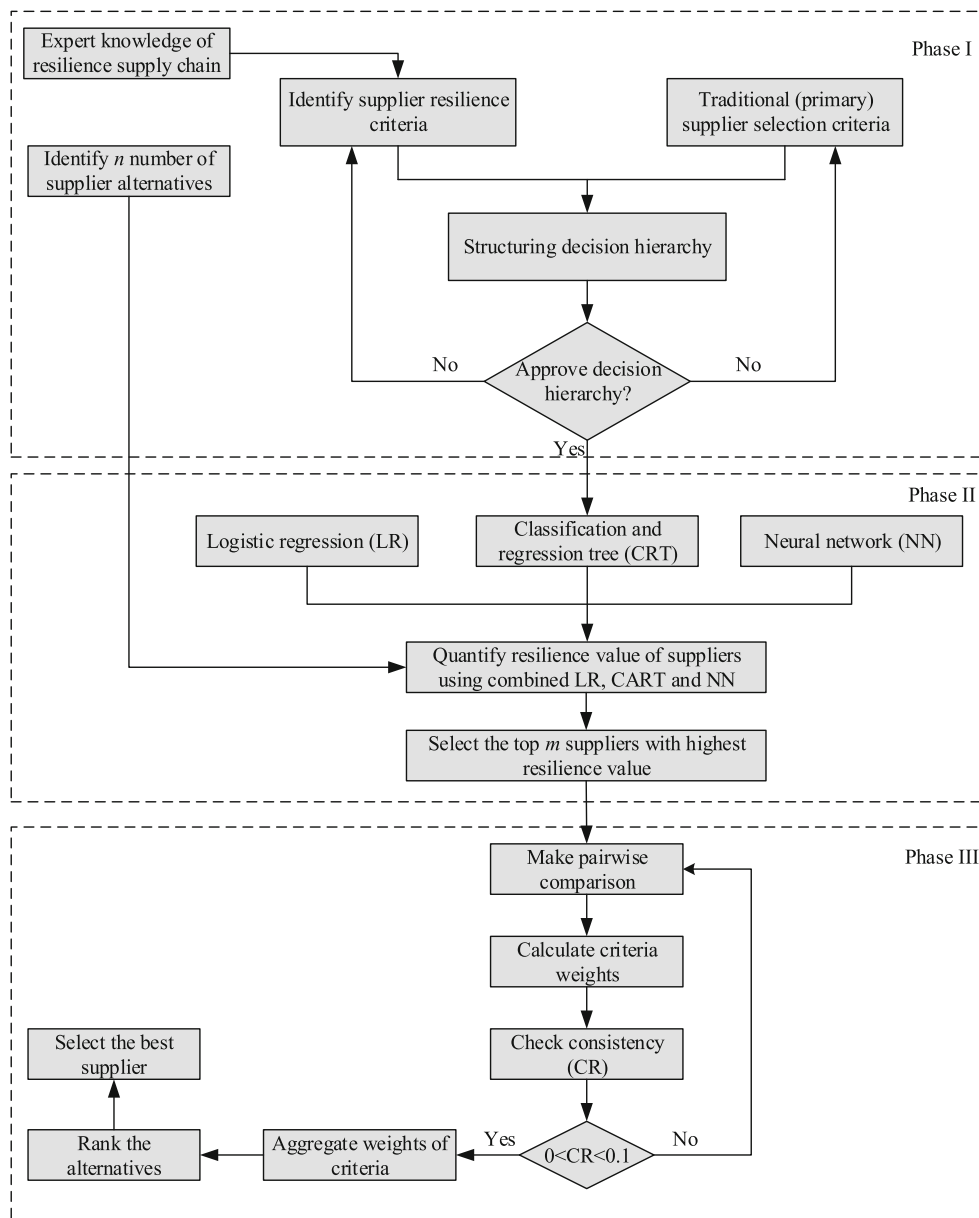 Phase I
Expert knowledge of
resilience supply chain
Identify supplier resilience
criteria
Traditional (primary)
supplier selection criteria
Identify n number of
supplier alternatives
Structuring decision hierarchy
No
Approve decision
hierarchy?
No
Yes
Phase II
Logistic regression (LR)
Classification and
regression tree (CRT)
Neural network (NN)
Quantify resilience value of suppliers
using combined LR, CART and NN
Select the top m suppliers with highest
resilience value
Phase III
Make pairwise
comparison
Calculate criteria
weights
Check consistency
(CR)
Select the best
supplier
Rank the
alternatives
Aggregate weights of
criteria
Yes
0<CR<0.1
No